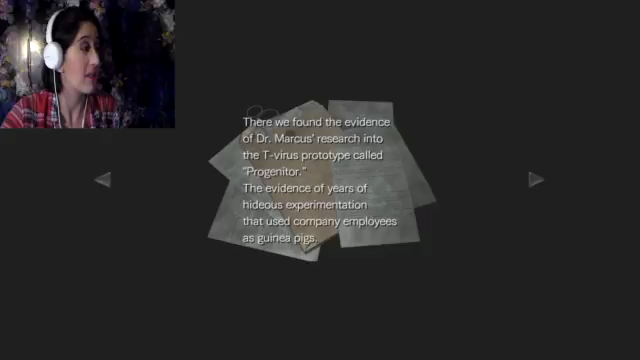 There we found the evidence
of Dr. Marcus' research into
the T-virus prototype called
"Progenitor."
The evidence of years of
hideous experimentation
that used company employees
as guinea pigs.